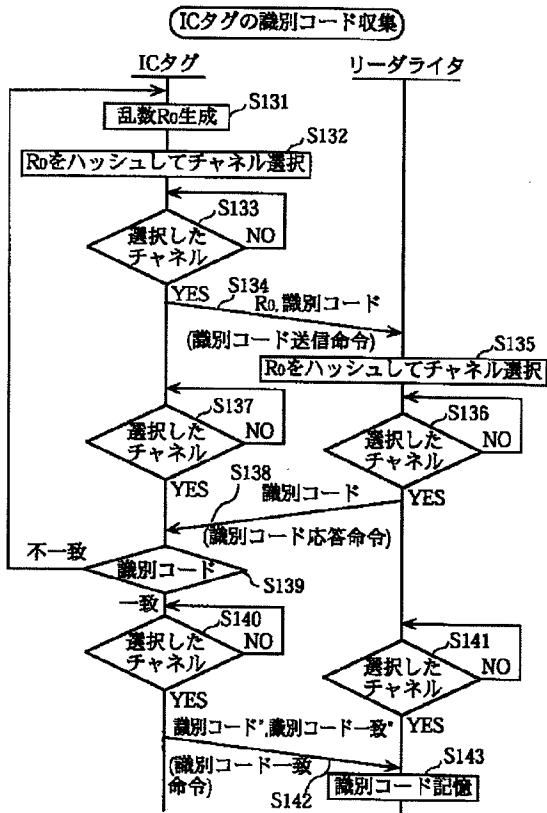 ICタグの識別コード収集
ICタグ
リーダライタ
S131
乱数R0生成
S132
R0をハッシュしてチャネル選択
S133
選択した
チャネル
NO
YES
S134
R0,識別コード
(識別コード送信命令)
S135
R0をハッシュしてチャネル選択
S137
選択した
チャネル
NO
YES
S136
選択した
チャネル
NO
YES
S138
識別コード
(識別コード応答命令)
不一致
識別コード
S139
一致
S140
選択した
チャネル
NO
YES
S141
選択した
チャネル
NO
YES
識別コード",識別コード一致"
(識別コード一致
命令)
S142
S143
識別コード記憶